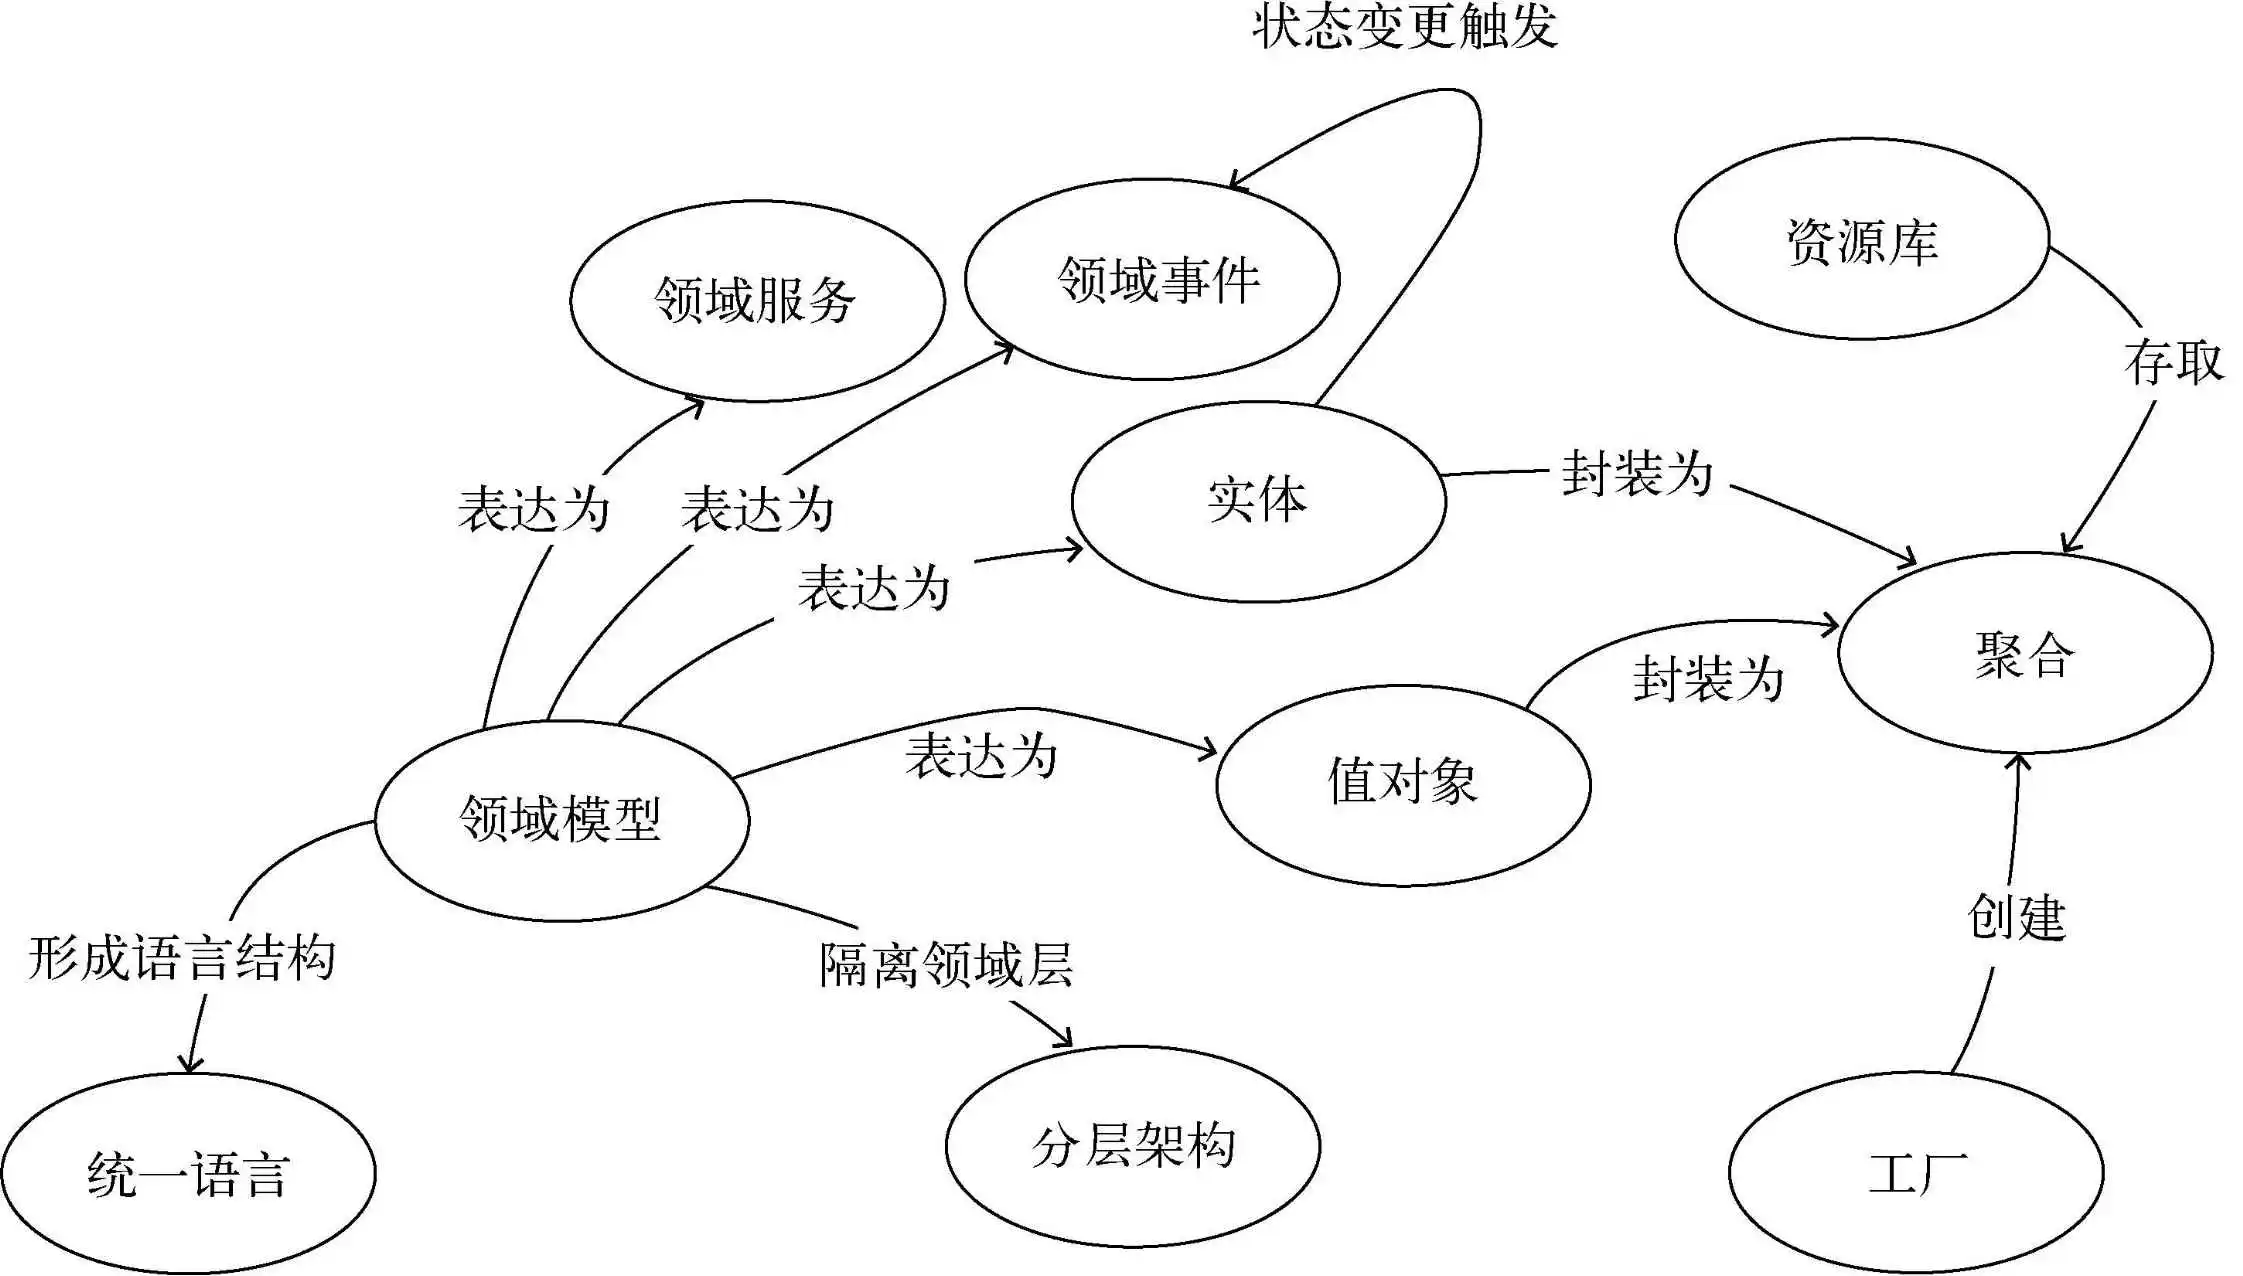 状态变更触发
资源库
领域服务
领域事件
存取
表达为
表达为
实体
封装为
表达为
聚合
封装为
表达为
值对象
领域模型
形成语言结构
隔离领域层
创建
统一语言
分层架构
工厂